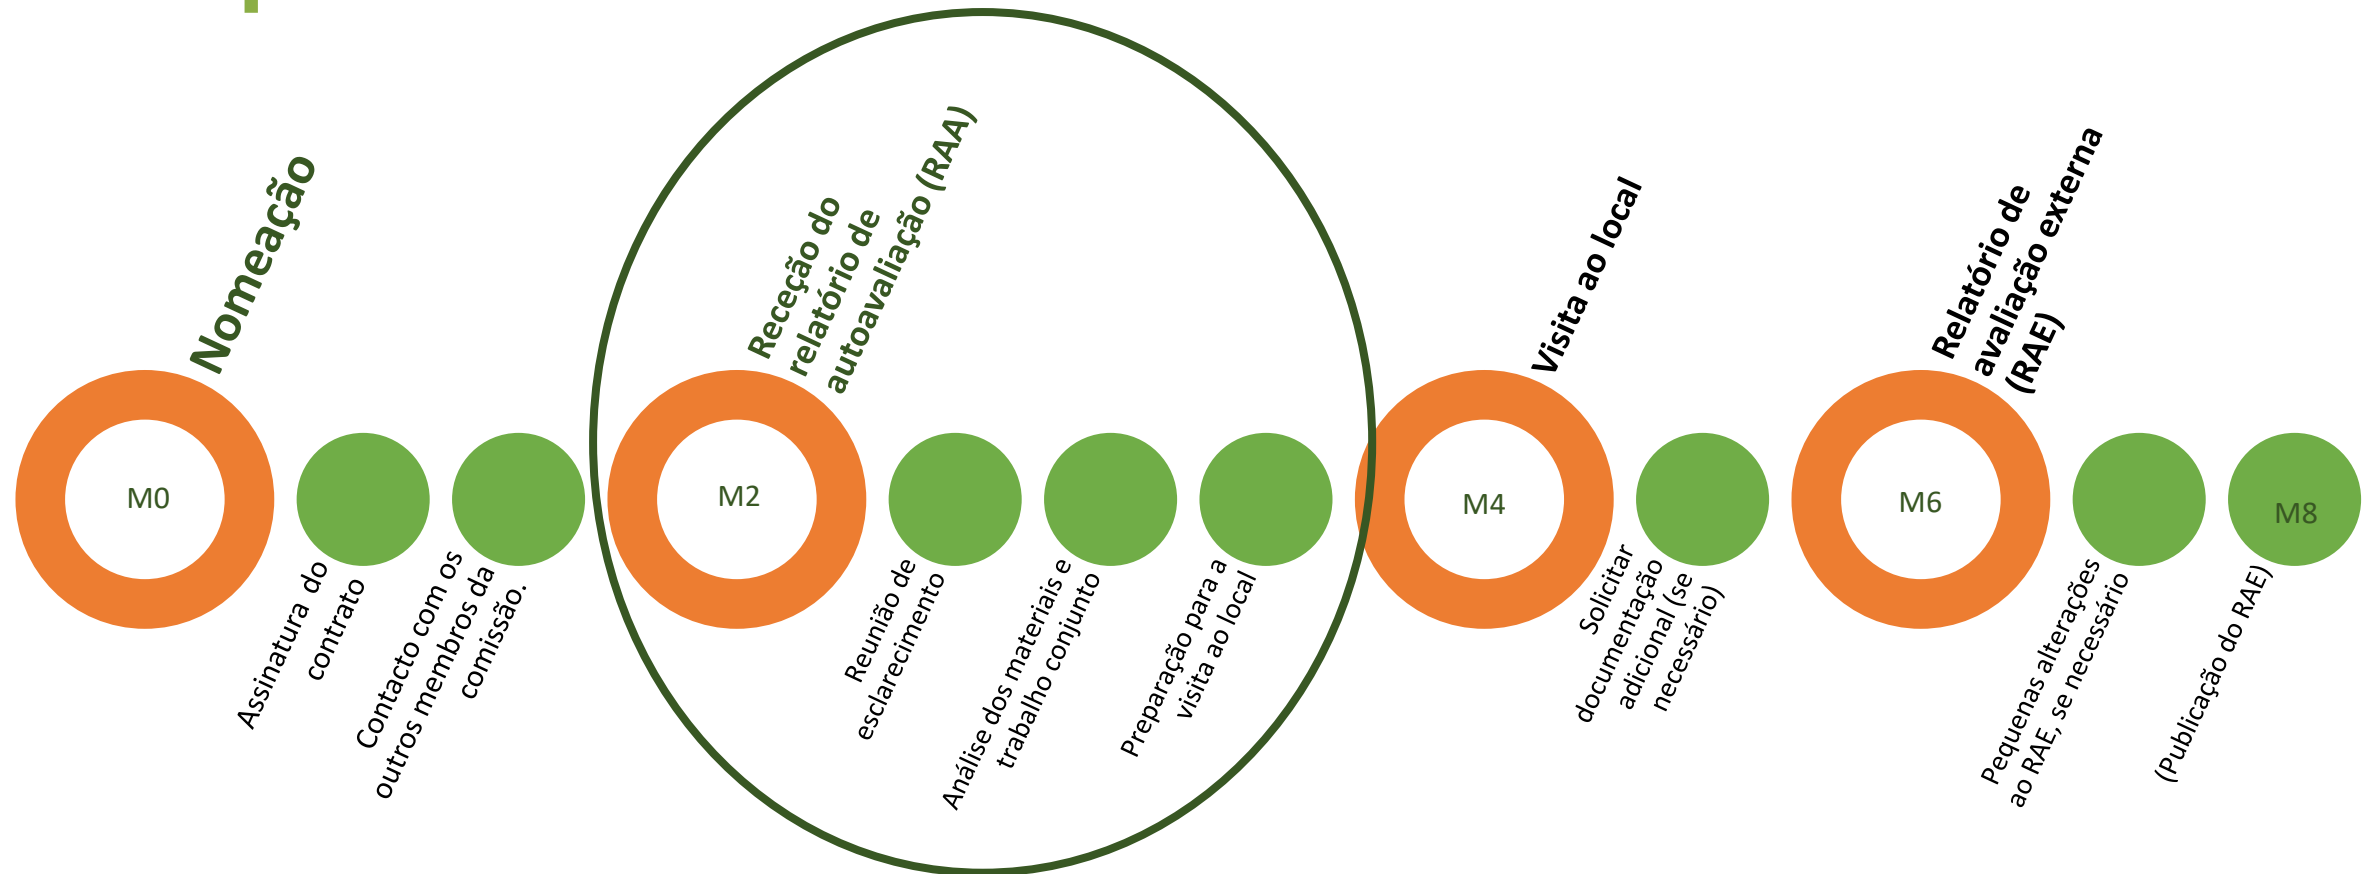 Nomeação
M0
Assinatura do
contrato
Contacto com os
outros membros da
comissão.
Receção do
relatório de
autoavaliação (RAA)
M2
Reunião de
esclarecimento
Análise dos materiais e
trabalho conjunto
Preparação para a
visita ao local
Visita ao local
M4
Solicitar
documentação
adicional (se
necessário)
Relatório de
avaliação externa
(RAE)
M6
Pequenas alterações
ao RAE, se necessário
M8
(Publicação do RAE)